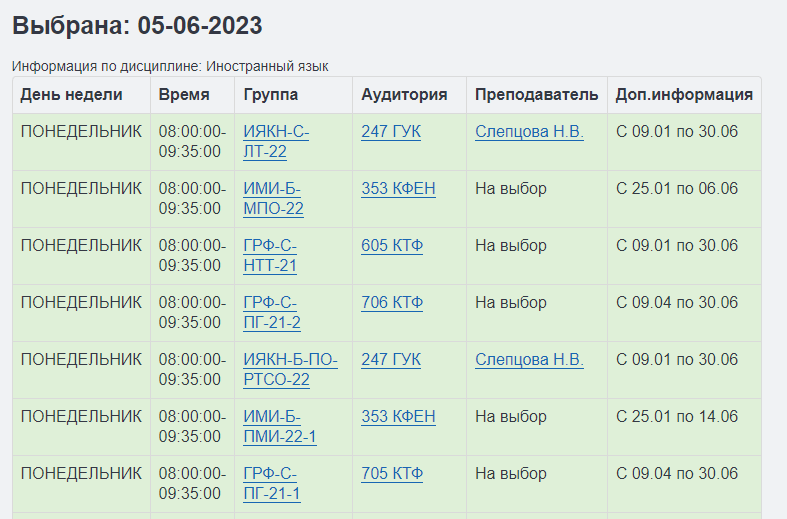 Выбрана: 05-06-2023
Информация по дисциплине: Иностранный язык
День недели Время Группа Аудитория Преподаватель Доп.информация
ПОНЕДЕЛЬНИК 08:00:00- ИЯКН-С- 247 ГУК Слепцова Н.В. С 09.01 по 30.06
09:35:00 ЛТ-22
ПОНЕДЕЛЬНИК 08:00:00- ИМИ-Б- 353 КФЕН На выбор С 25.01 по 06.06
09:35:00 МПО-22
ПОНЕДЕЛЬНИК 08:00:00- ГРФ-С- 605 КТФ На выбор С 09.01 по 30.06
09:35:00 НТТ-21
ПОНЕДЕЛЬНИК 08:00:00- ГРФ-С- 706 КТФ На выбор С 09.04 по 30.06
09:35:00 ПГ-21-2
ПОНЕДЕЛЬНИК 08:00:00- ИЯКН-Б-ПО- 247 ГУК Слепцова Н.В. С 09.01 по 30.06
09:35:00 РТСО-22
ПОНЕДЕЛЬНИК 08:00:00- ИМИ-Б- 353 КФЕН На выбор С 25.01 по 14.06
09:35:00 ПМИ-22-1
ПОНЕДЕЛЬНИК 08:00:00- ГРФ-С- 705 КТФ На выбор С 09.04 по 30.06
09:35:00 ПГ-21-1